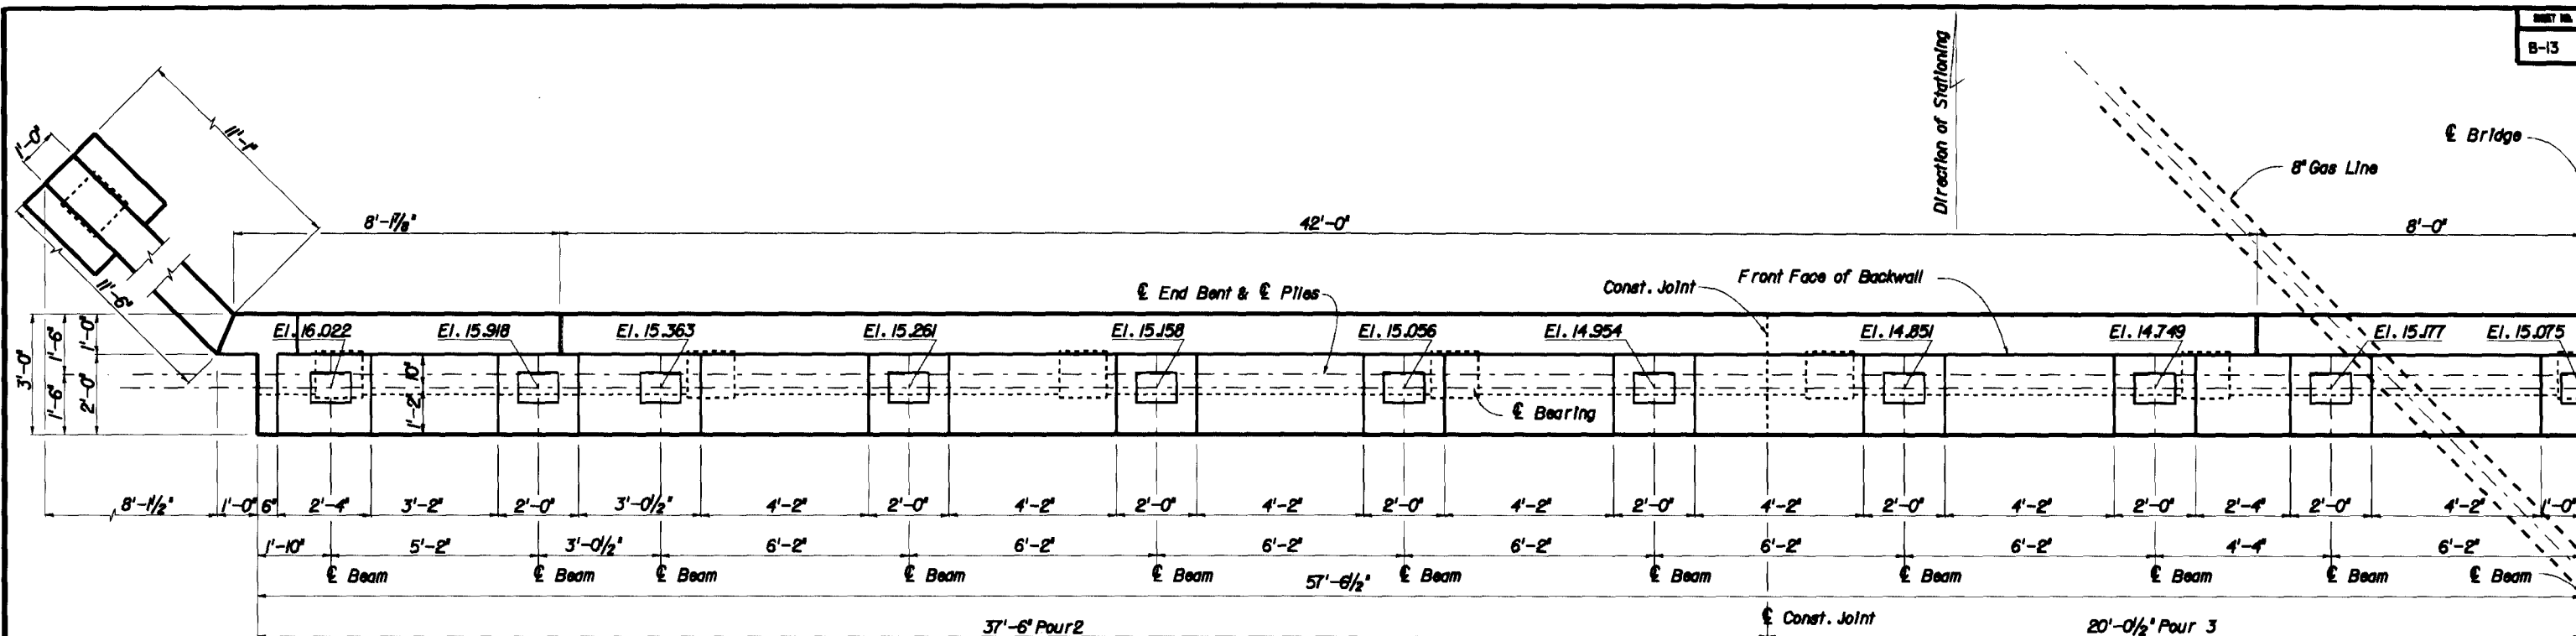 SHEET NO.
B-13
Direction of Stationing
℄ Bridge
8" Gas Line
1'-0"
11'-1"
8'-1⅞"
42'-0"
8'-0"
11'-6"
℄ End Bent & ℄ Piles
Const. Joint
Front Face of Backwall
El. 16.022
El. 15.918
El. 15.363
El. 15.261
El. 15.158
El. 15.056
El. 14.954
El. 14.851
El. 14.749
El. 15.177
El. 15.075
3'-0"
1'-6"
1'-6"
1'-0"
2'-0"
10"
1'-2"
℄ Bearing
8'-1½"
1'-0"
6"
2'-4"
3'-2"
2'-0"
3'-0½"
4'-2"
2'-0"
4'-2"
2'-0"
4'-2"
2'-0"
4'-2"
2'-0"
4'-2"
2'-0"
4'-2"
2'-0"
2'-4"
2'-0"
4'-2"
1'-0"
1'-10"
5'-2"
3'-0½"
6'-2"
6'-2"
6'-2"
6'-2"
6'-2"
6'-2"
4'-4"
6'-2"
℄ Beam
℄ Beam
℄ Beam
℄ Beam
℄ Beam
℄ Beam
℄ Beam
℄ Beam
℄ Beam
℄ Beam
℄ Beam
57'-6½"
℄ Const. Joint
37'-6" Pour 2
20'-0½" Pour 3